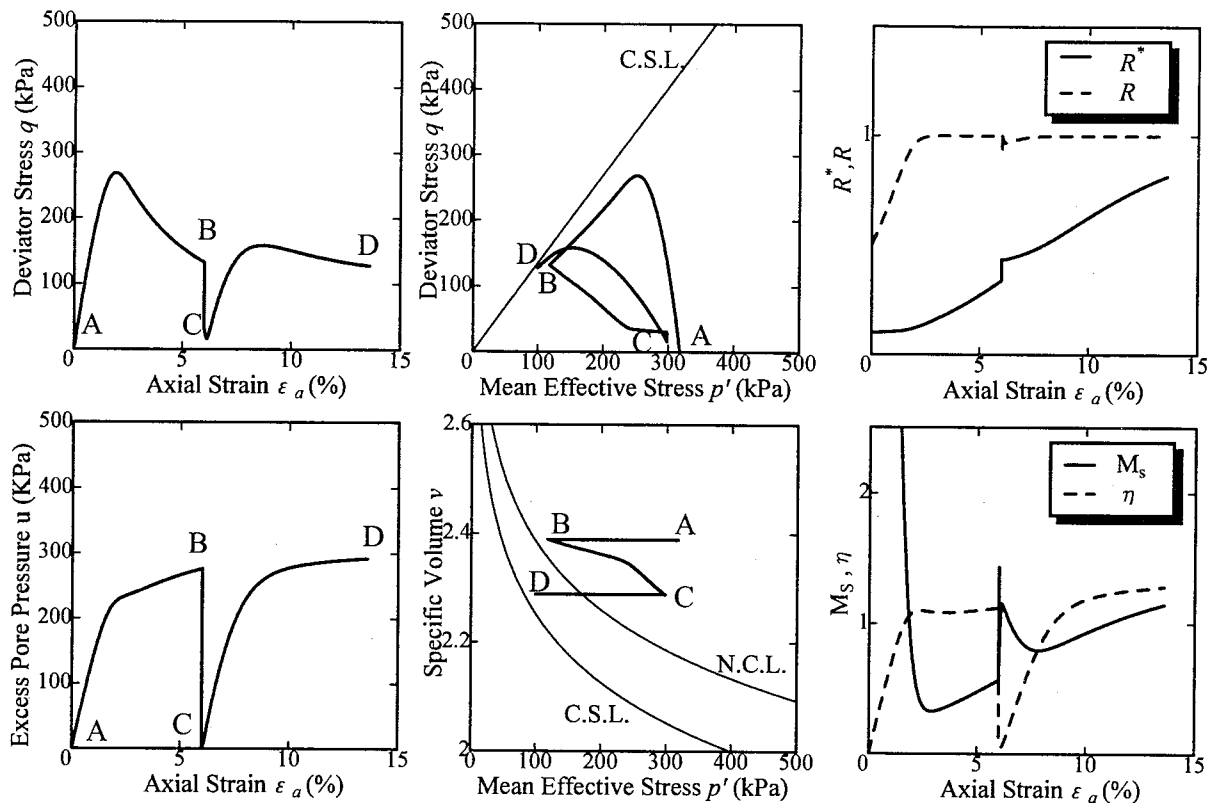 500
400
300
200
100
0
Deviator Stress q (kPa)
A
B
C
D
0
5
10
15
Axial Strain ε a (%)
500
400
300
200
100
0
Deviator Stress q (kPa)
C.S.L.
D
B
C
A
0
100
200
300
400
500
Mean Effective Stress p′ (kPa)
R*
R
1
R*, R
0
5
10
15
Axial Strain ε a (%)
500
400
300
200
100
0
Excess Pore Pressure u (KPa)
A
B
C
D
0
5
10
15
Axial Strain ε a (%)
2.6
2.4
2.2
2
Specific Volume v
B
A
D
C
N.C.L.
C.S.L.
0
100
200
300
400
500
Mean Effective Stress p′ (kPa)
Ms
η
2
1
MS , η
0
5
10
15
Axial Strain ε a (%)